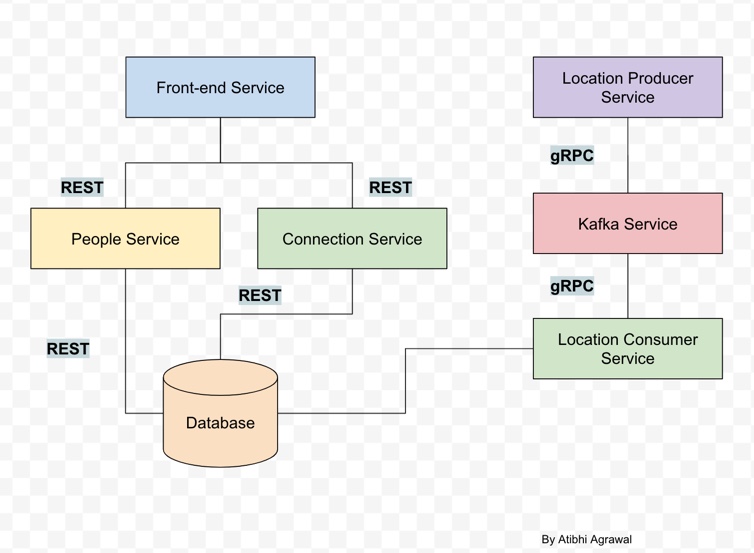 Front-end Service
Location Producer
Service
gRPC
REST
REST
People Service
Connection Service
Kafka Service
gRPC
REST
REST
Location Consumer
Service
Database
By Atibhi Agrawal